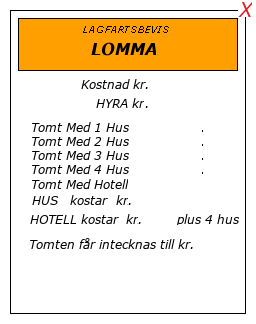 X
LAGFARTSBEVIS
LOMMA
Kostnad kr.
HYRA kr.
Tomt Med 1 Hus .
Tomt Med 2 Hus .
Tomt Med 3 Hus .
Tomt Med 4 Hus .
Tomt Med Hotell
HUS kostar kr.
HOTELL kostar kr. plus 4 hus
Tomten får intecknas till kr.